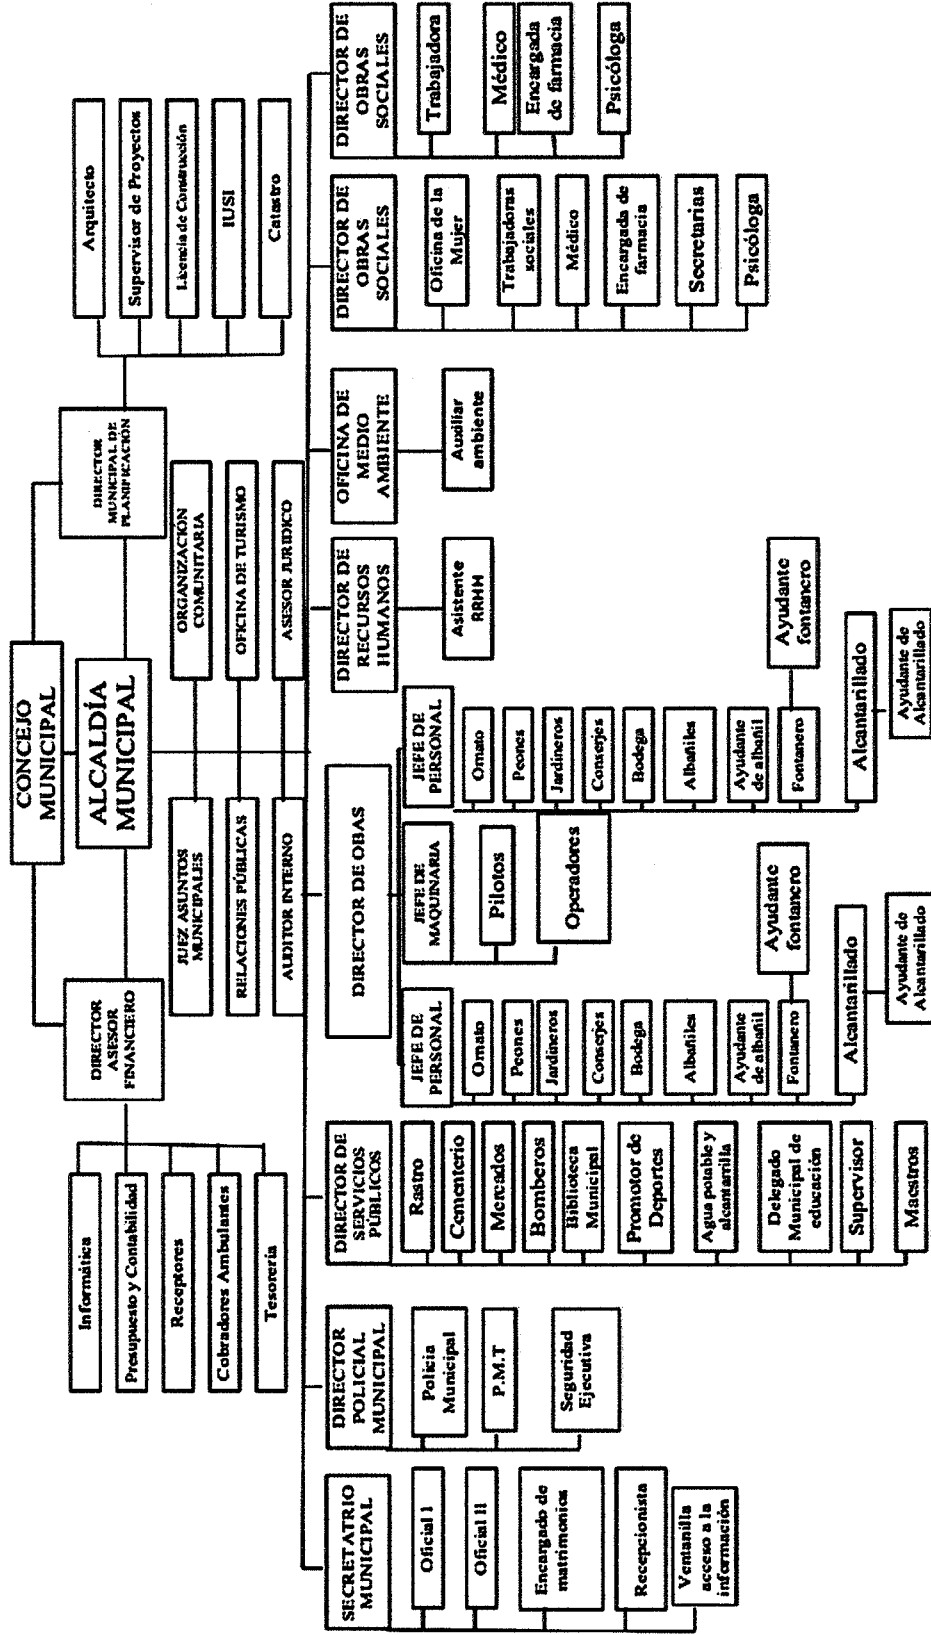 CONCEJO
MUNICIPAL
ALCALDÍA
MUNICIPAL
DIRECTOR
ASESOR
FINANCIERO
DIRECTOR
MUNICIPAL DE
PLANIFICACIÓN
Informática
Presupuesto y Contabilidad
Receptores
Cobradores Ambulantes
Tesorería
JUEZ ASUNTOS
MUNICIPALES
RELACIONES PÚBLICAS
AUDITOR INTERNO
ORGANIZACION
COMUNITARIA
OFICINA DE TURISMO
ASESOR JURIDICO
Arquitecto
Supervisor de Proyectos
Licencia de Construcción
IUSI
Catastro
SECRETATRIO
MUNICIPAL
Oficial I
Oficial II
Encargado de
matrimonios
Recepcionista
Ventanilla
acceso a la
información
DIRECTOR
POLICIAL
MUNICIPAL
Policia
Municipal
P.M.T
Seguridad
Ejecutiva
DIRECTOR DE
SERVICIOS
PÚBLICOS
Rastro
Cementerio
Mercados
Bomberos
Biblioteca
Municipal
Promotor de
Deportes
Agua potable y
alcantarrilla
Delegado
Municipal de
educación
Supervisor
Maestros
DIRECTOR DE OBAS
JEFE DE
PERSONAL
Ornato
Peones
Jardineros
Conserjes
Bodega
Albañiles
Ayudante
de albañil
Fontanero
Ayudante
fontanero
Alcantarillado
Ayudante de
Alcantarillado
JEFE DE
MAQUINARIA
Pilotos
Operadores
JEFE DE
PERSONAL
Ornato
Peones
Jardineros
Conserjes
Bodega
Albañiles
Ayudante
de albañil
Fontanero
Ayudante
fontanero
Alcantarillado
Ayudante de
Alcantarillado
DIRECTOR DE
RECURSOS
HUMANOS
Asistente
RRHH
OFICINA DE
MEDIO
AMBIENTE
Auxiliar
ambiente
DIRECTOR DE
OBRAS
SOCIALES
Oficina de la
Mujer
Trabajadoras
sociales
Médico
Encargada de
farmacia
Secretarias
Psicóloga
DIRECTOR DE
OBRAS
SOCIALES
Trabajadora
Médico
Encargada
de farmacia
Psicóloga